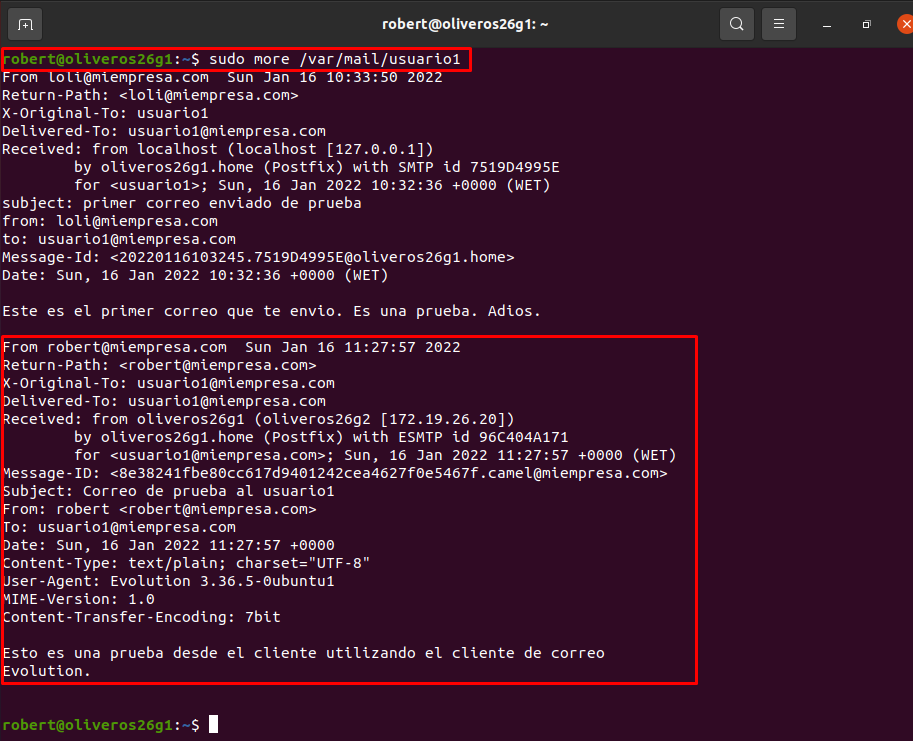 robert@oliveros26g1: ~
robert@oliveros26g1:~$ sudo more /var/mail/usuario1
From loli@miempresa.com  Sun Jan 16 10:33:50 2022
Return-Path: <loli@miempresa.com>
X-Original-To: usuario1
Delivered-To: usuario1@miempresa.com
Received: from localhost (localhost [127.0.0.1])
        by oliveros26g1.home (Postfix) with SMTP id 7519D4995E
        for <usuario1>; Sun, 16 Jan 2022 10:32:36 +0000 (WET)
subject: primer correo enviado de prueba
from: loli@miempresa.com
to: usuario1@miempresa.com
Message-Id: <20220116103245.7519D4995E@oliveros26g1.home>
Date: Sun, 16 Jan 2022 10:32:36 +0000 (WET)

Este es el primer correo que te envio. Es una prueba. Adios.

From robert@miempresa.com  Sun Jan 16 11:27:57 2022
Return-Path: <robert@miempresa.com>
X-Original-To: usuario1@miempresa.com
Delivered-To: usuario1@miempresa.com
Received: from oliveros26g1 (oliveros26g2 [172.19.26.20])
        by oliveros26g1.home (Postfix) with ESMTP id 96C404A171
        for <usuario1@miempresa.com>; Sun, 16 Jan 2022 11:27:57 +0000 (WET)
Message-ID: <8e38241fbe80cc617d9401242cea4627f0e5467f.camel@miempresa.com>
Subject: Correo de prueba al usuario1
From: robert <robert@miempresa.com>
To: usuario1@miempresa.com
Date: Sun, 16 Jan 2022 11:27:57 +0000
Content-Type: text/plain; charset="UTF-8"
User-Agent: Evolution 3.36.5-0ubuntu1
MIME-Version: 1.0
Content-Transfer-Encoding: 7bit

Esto es una prueba desde el cliente utilizando el cliente de correo
Evolution.

robert@oliveros26g1:~$